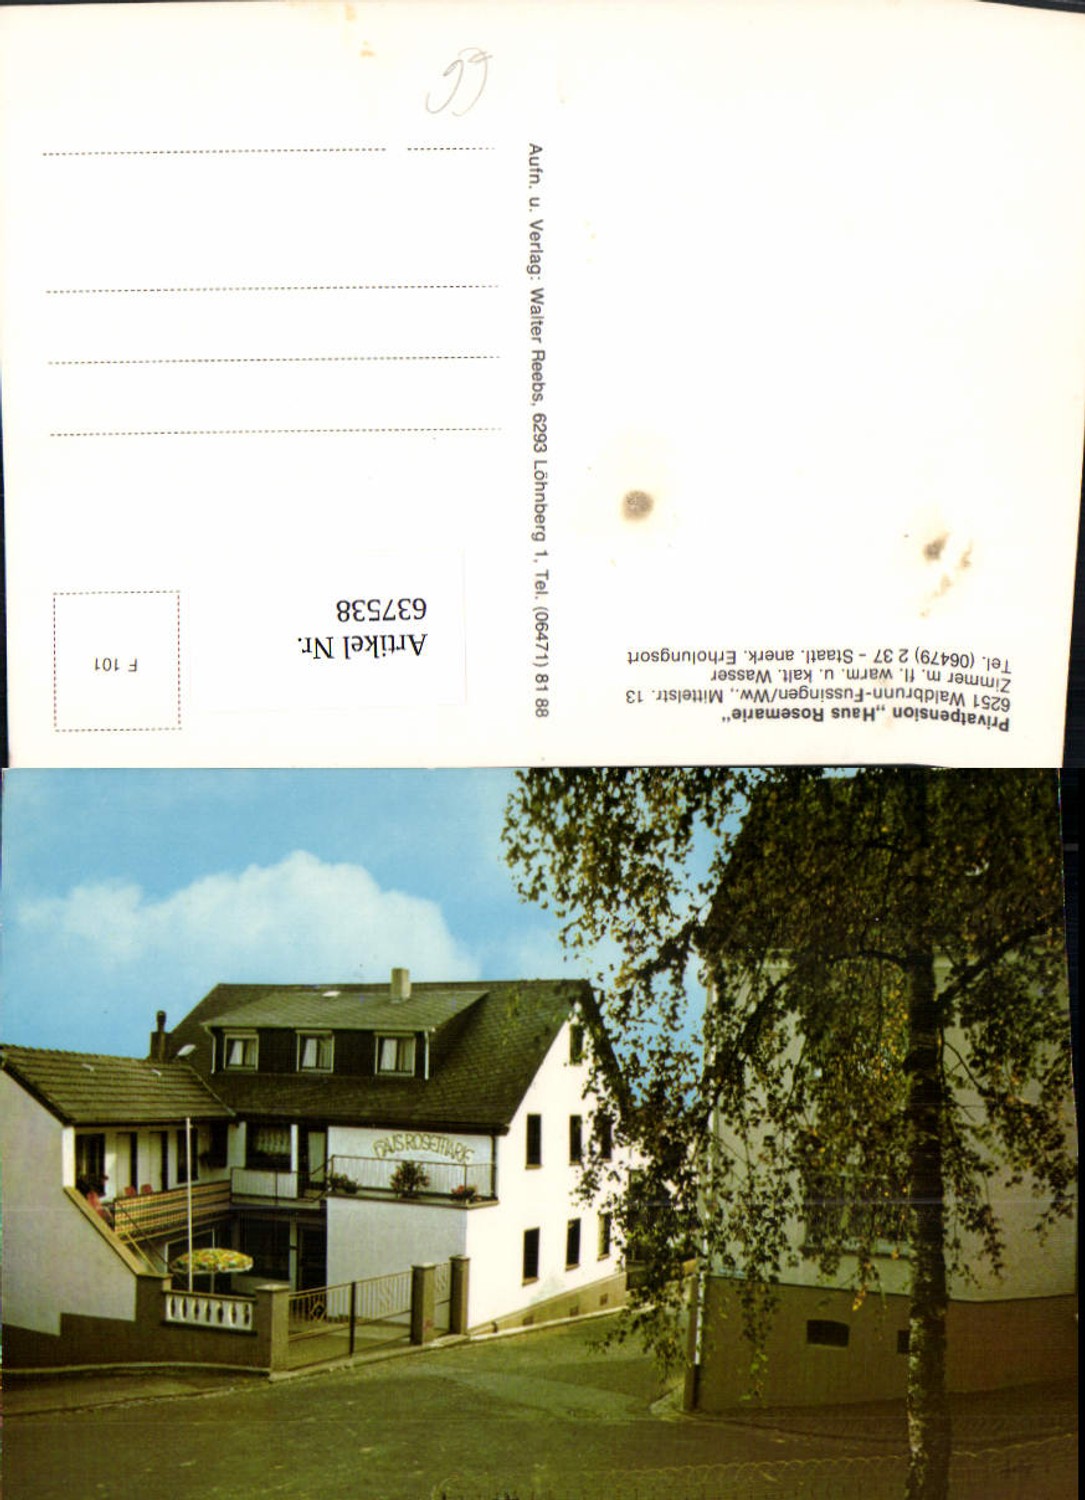 Privatpension „Haus Rosemarie“
6251 Waldbrunn-Fussingen/Ww., Mittelstr. 13
Zimmer m. fl. warm. u. kalt. Wasser
Tel. (06479) 2 37 – Staatl. anerk. Erholungsort
Aufn. u. Verlag: Walter Reebs, 6293 Löhnberg 1, Tel. (06471) 81 88
F 101
Artikel Nr.
637538
HAUS ROSEMARIE